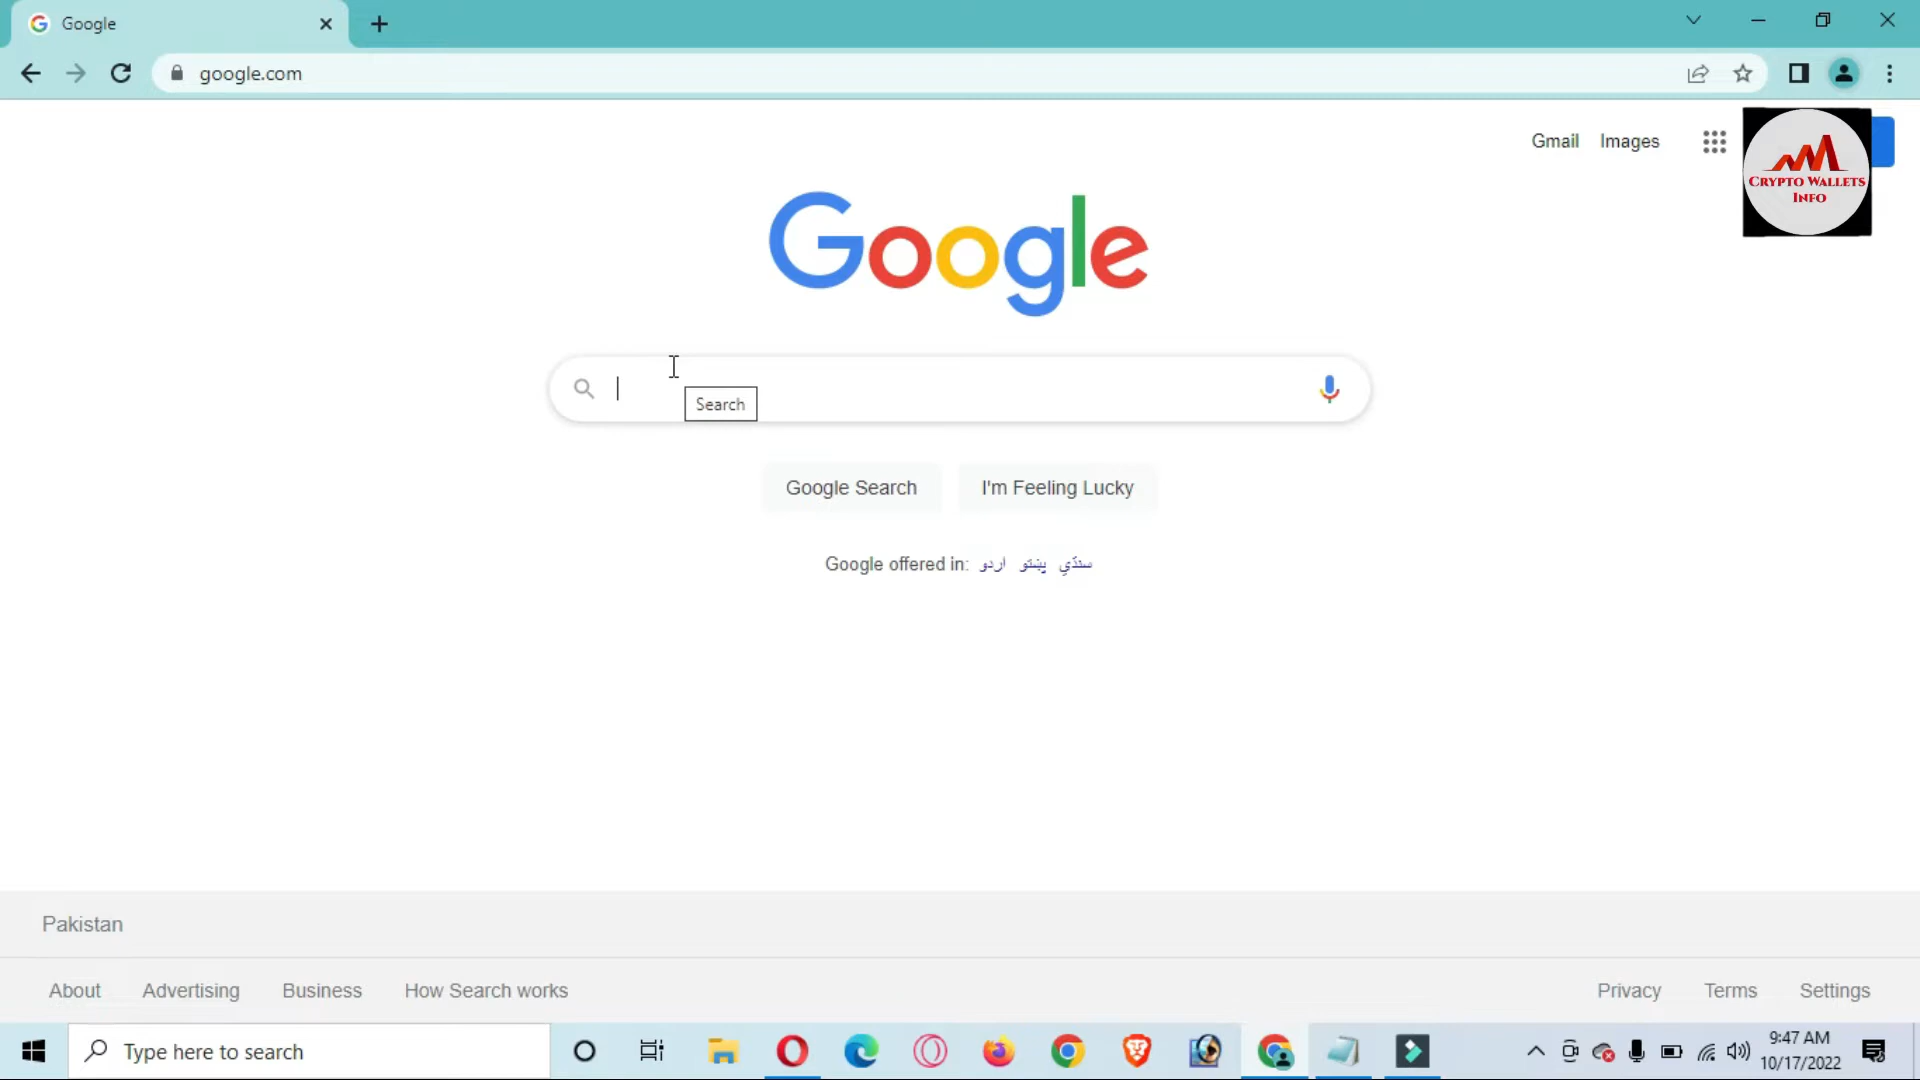 Google
google.com
Gmail Images
CRYPTO WALLETS
INFO
Google
Search
Google Search I'm Feeling Lucky
Google offered in: اردو پښتو سنڌي
Pakistan
About Advertising Business How Search works Privacy Terms Settings
Type here to search
9:47 AM
10/17/2022